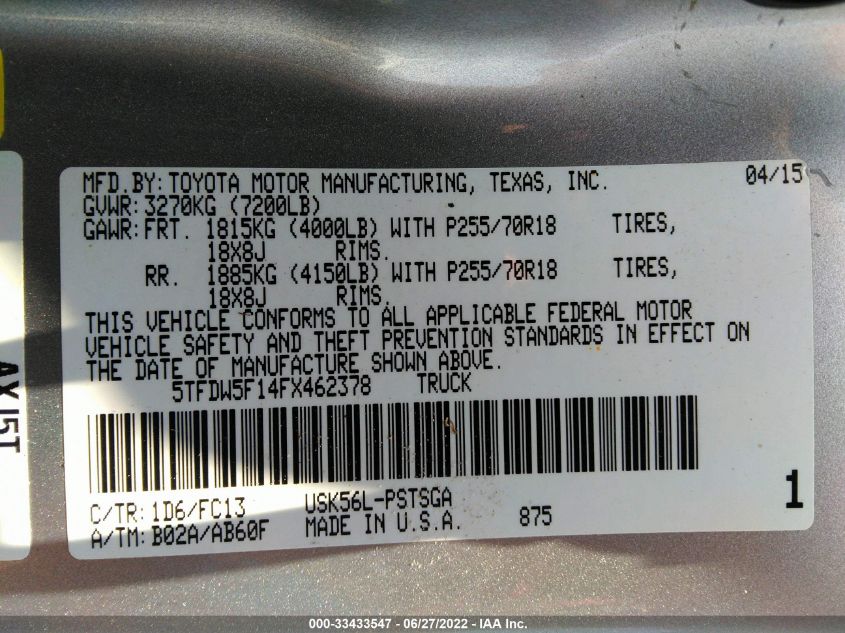 MFD.BY: TOYOTA MOTOR MANUFACTURING, TEXAS, INC. 04/15
GVWR: 3270KG (7200LB)
GAWR: FRT. 1815KG (4000LB) WITH P255/70R18 TIRES,
18X8J RIMS.
RR. 1885KG (4150LB) WITH P255/70R18 TIRES,
18X8J RIMS.
THIS VEHICLE CONFORMS TO ALL APPLICABLE FEDERAL MOTOR
VEHICLE SAFETY AND THEFT PREVENTION STANDARDS IN EFFECT ON
THE DATE OF MANUFACTURE SHOWN ABOVE.
5TFDW5F14FX462378 TRUCK
C/TR: 1D6/FC13 USK56L-PSTSGA
A/TM: B02A/AB60F MADE IN U.S.A. 875
1
000-33433547 - 06/27/2022 - IAA Inc.